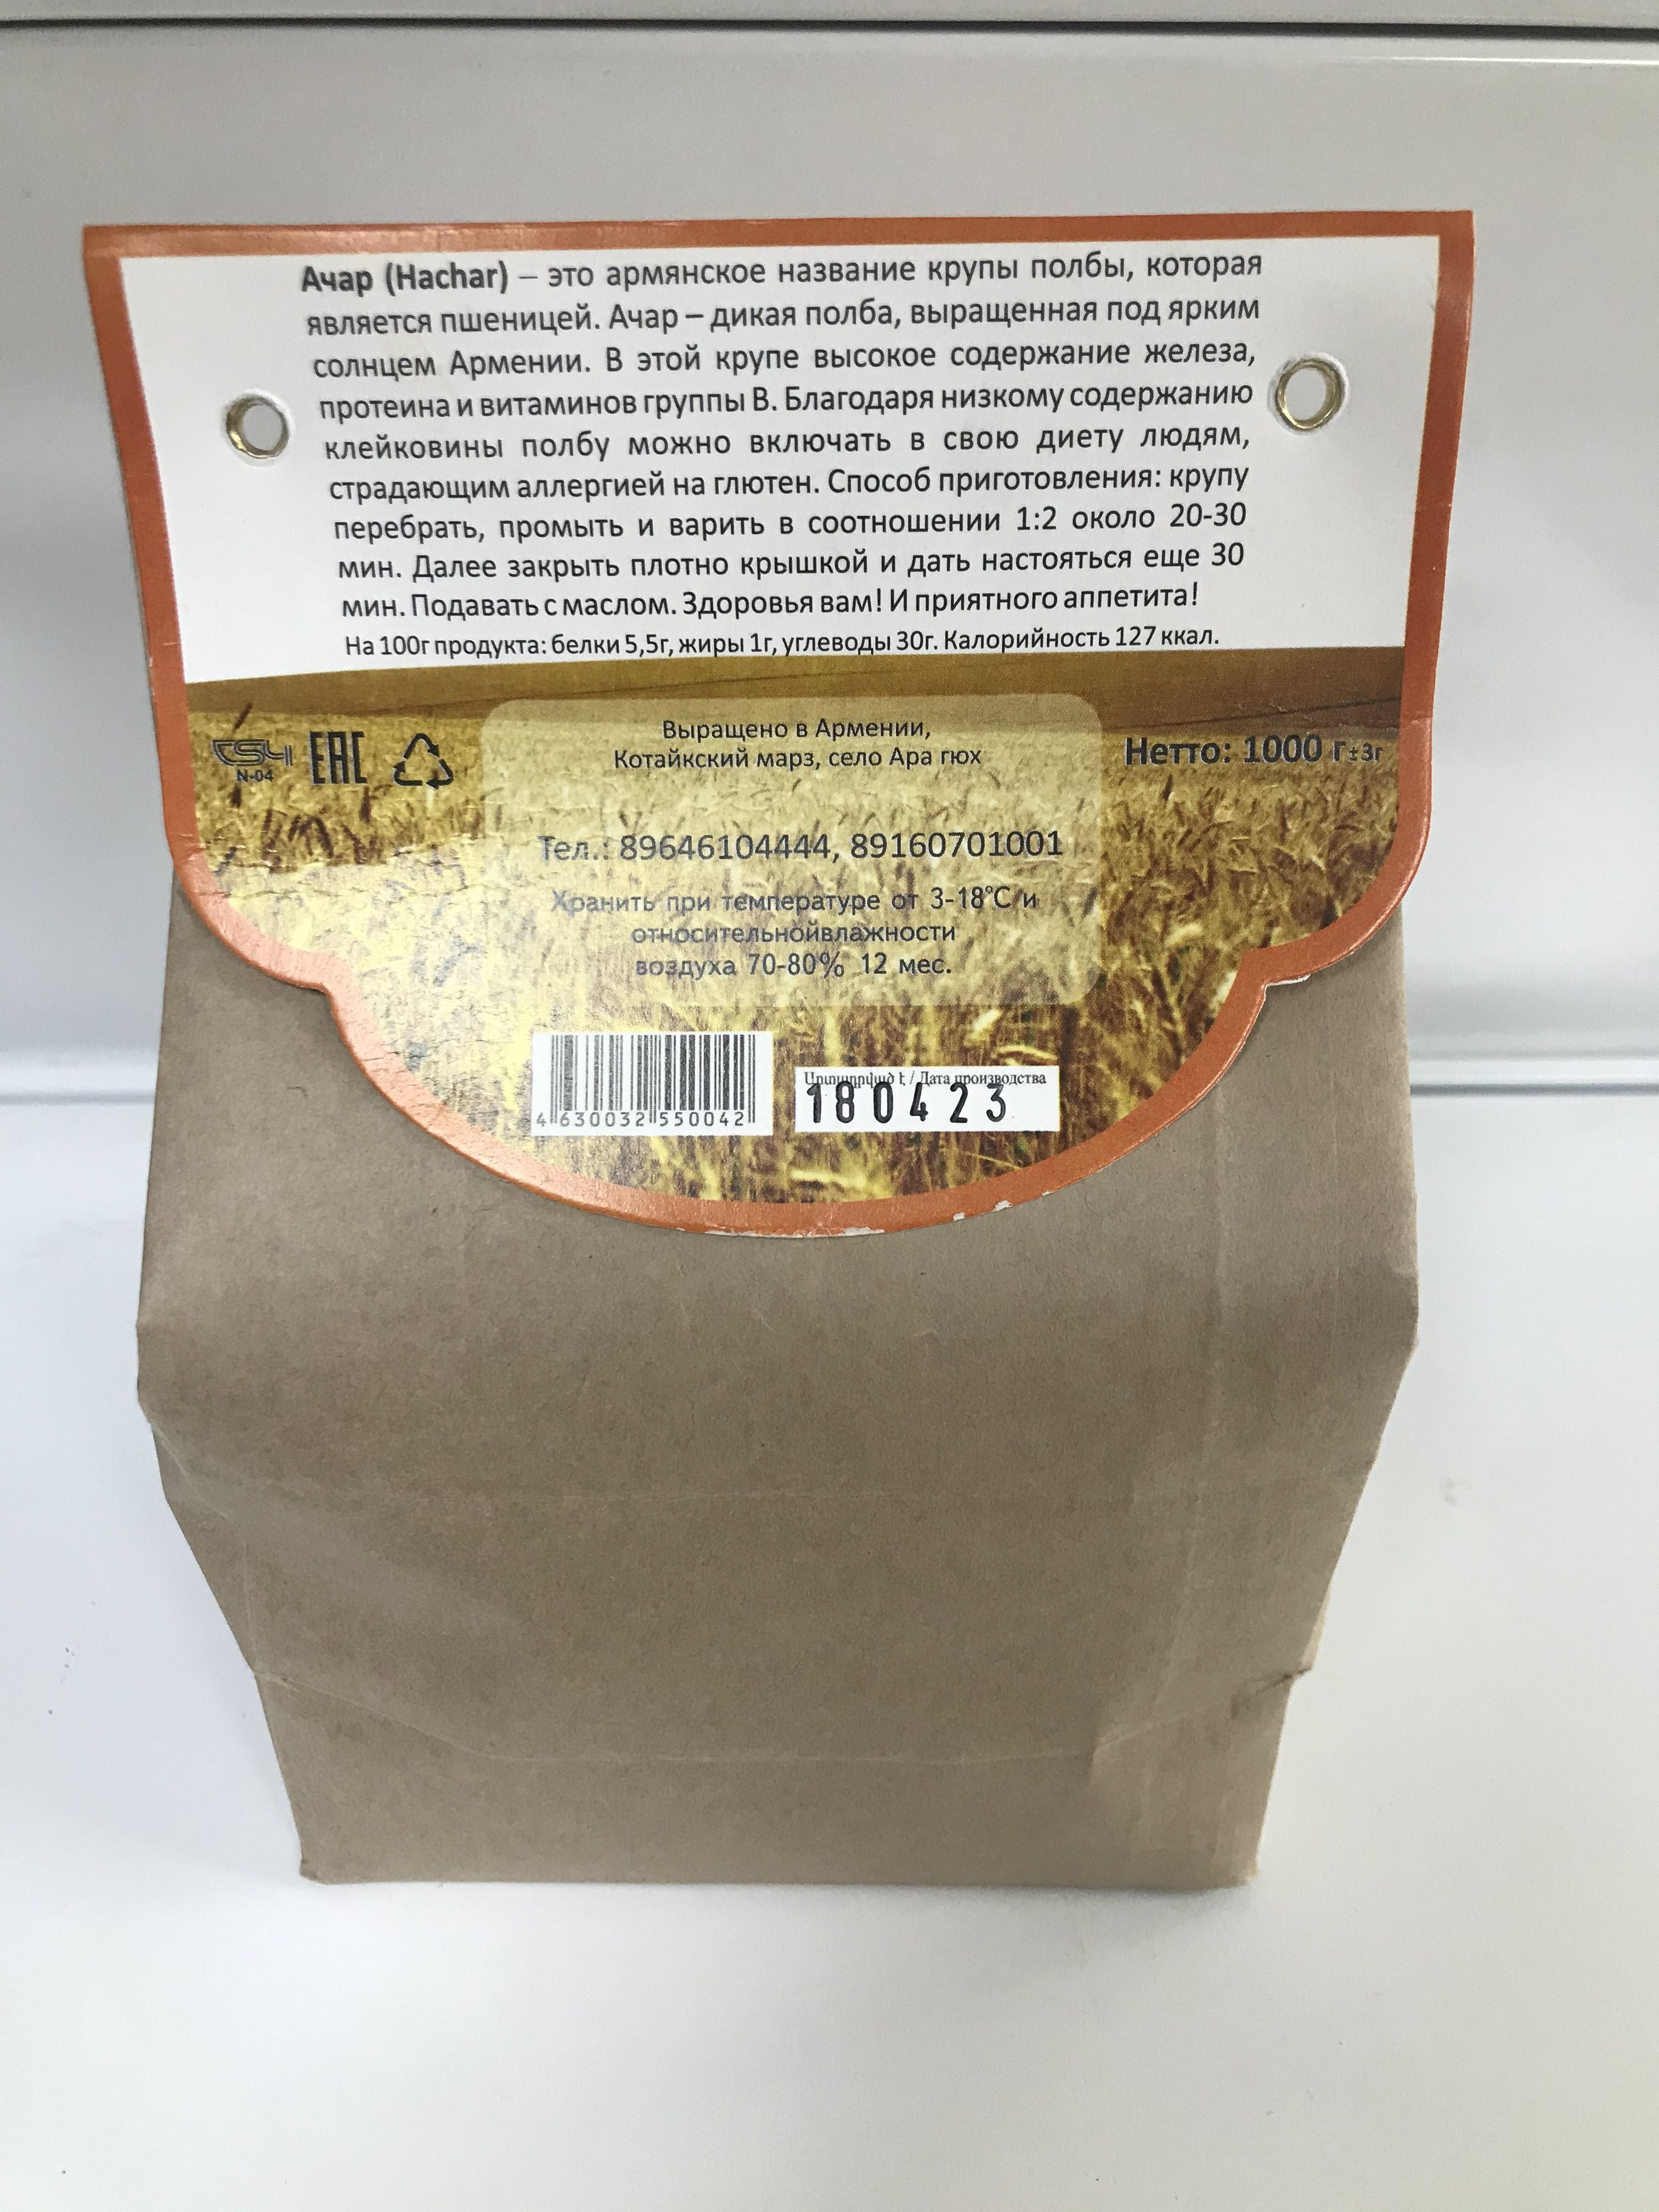 Ачар (Hachar) – это армянское название крупы полбы, которая
является пшеницей. Ачар – дикая полба, выращенная под ярким
солнцем Армении. В этой крупе высокое содержание железа,
протеина и витаминов группы В. Благодаря низкому содержанию
клейковины полбу можно включать в свою диету людям,
страдающим аллергией на глютен. Способ приготовления: крупу
перебрать, промыть и варить в соотношении 1:2 около 20-30
мин. Далее закрыть плотно крышкой и дать настояться еще 30
мин. Подавать с маслом. Здоровья вам! И приятного аппетита!
На 100г продукта: белки 5,5г, жиры 1г, углеводы 30г. Калорийность 127 ккал.
N-04
EAC
Выращено в Армении,
Котайкский марз, село Ара гюх
Нетто: 1000 г±3г
Тел.: 89646104444, 89160701001
Хранить при температуре от 3-18°С и
относительнойвлажности
воздуха 70-80% 12 мес.
4 630032 550042
Արտադրված է / Дата производства
180423